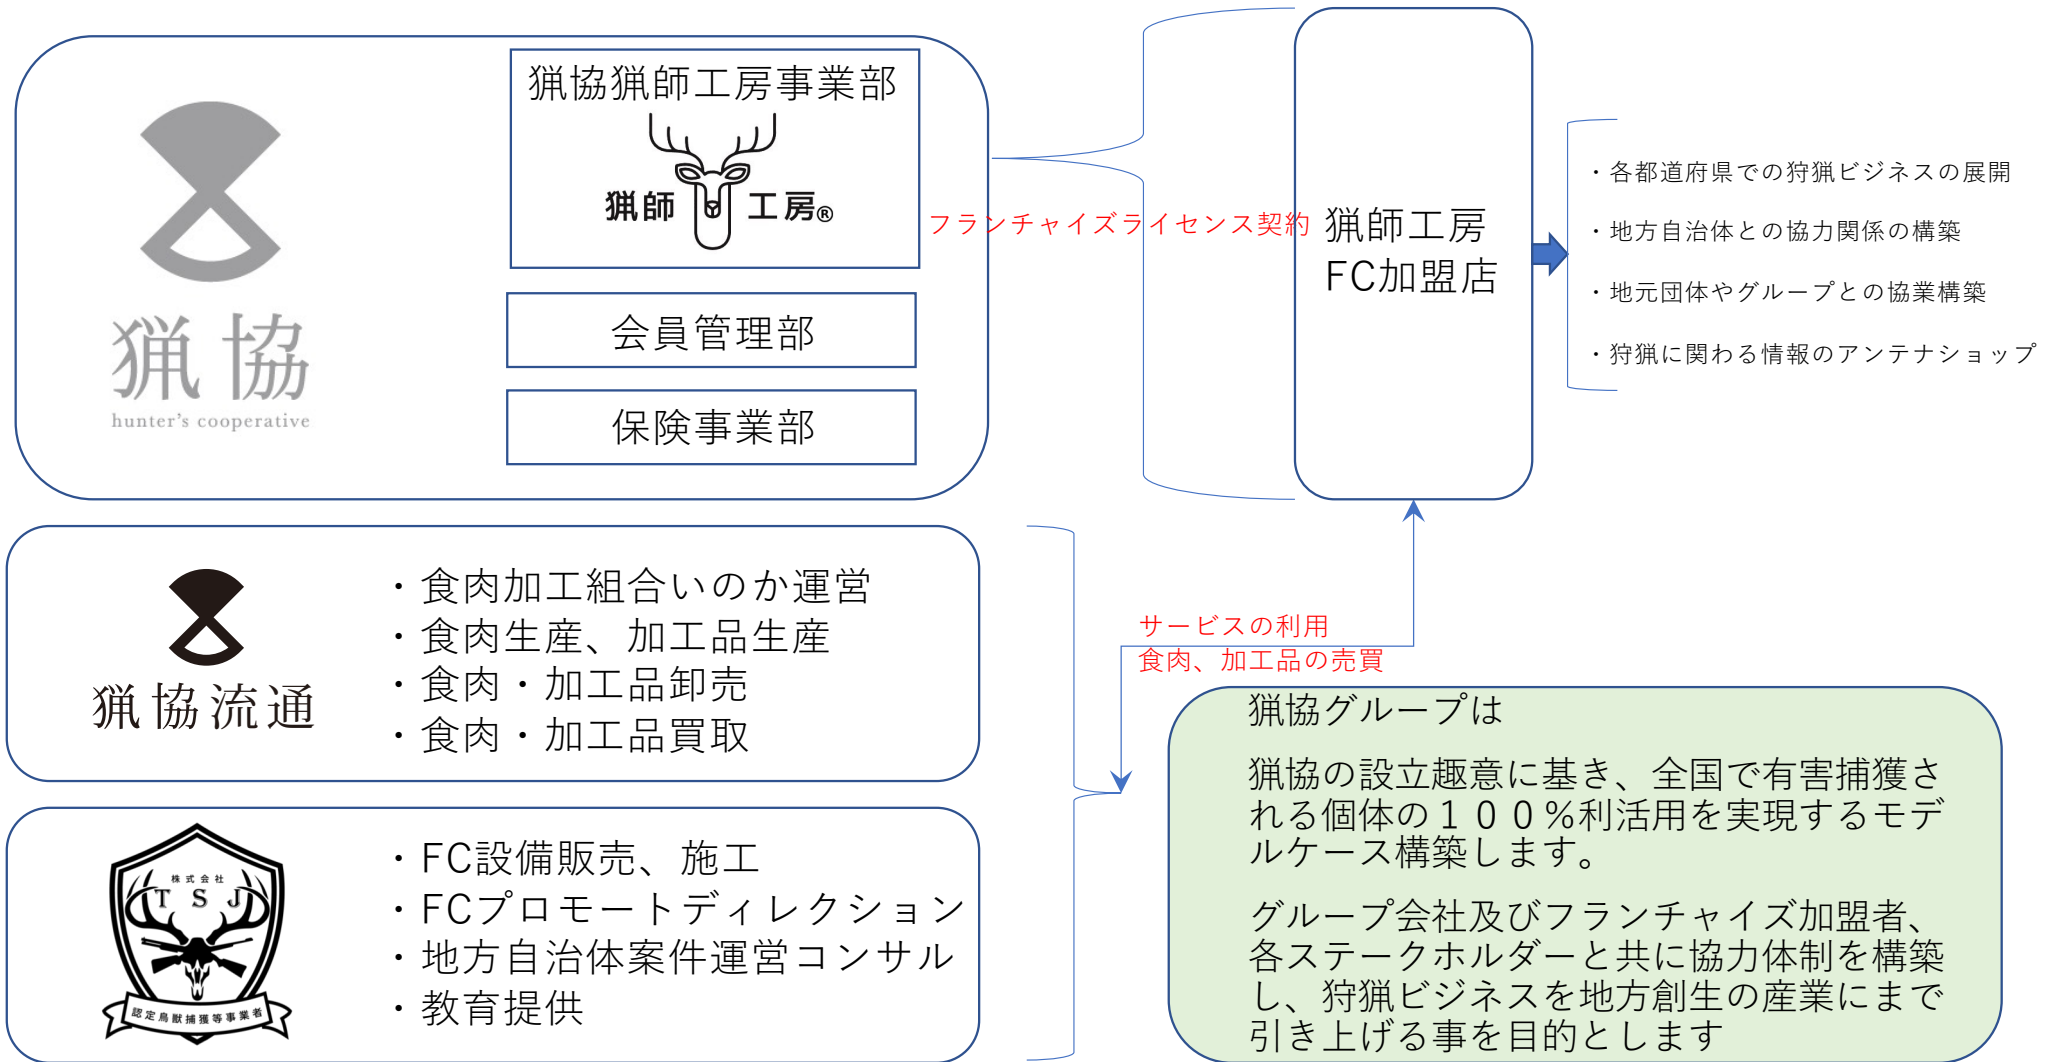 猟協猟師工房事業部
猟師 工房®
猟協
hunter's cooperative
会員管理部
保険事業部
フランチャイズライセンス契約
猟師工房
FC加盟店
・各都道府県での狩猟ビジネスの展開
・地方自治体との協力関係の構築
・地元団体やグループとの協業構築
・狩猟に関わる情報のアンテナショップ
猟協流通
・食肉加工組合いのか運営
・食肉生産、加工品生産
・食肉・加工品卸売
・食肉・加工品買取
サービスの利用
食肉、加工品の売買
株式会社
TSJ
認定鳥獣捕獲等事業者
・FC設備販売、施工
・FCプロモートディレクション
・地方自治体案件運営コンサル
・教育提供
猟協グループは
猟協の設立趣意に基き、全国で有害捕獲さ
れる個体の１００％利活用を実現するモデ
ルケース構築します。
グループ会社及びフランチャイズ加盟者、
各ステークホルダーと共に協力体制を構築
し、狩猟ビジネスを地方創生の産業にまで
引き上げる事を目的とします